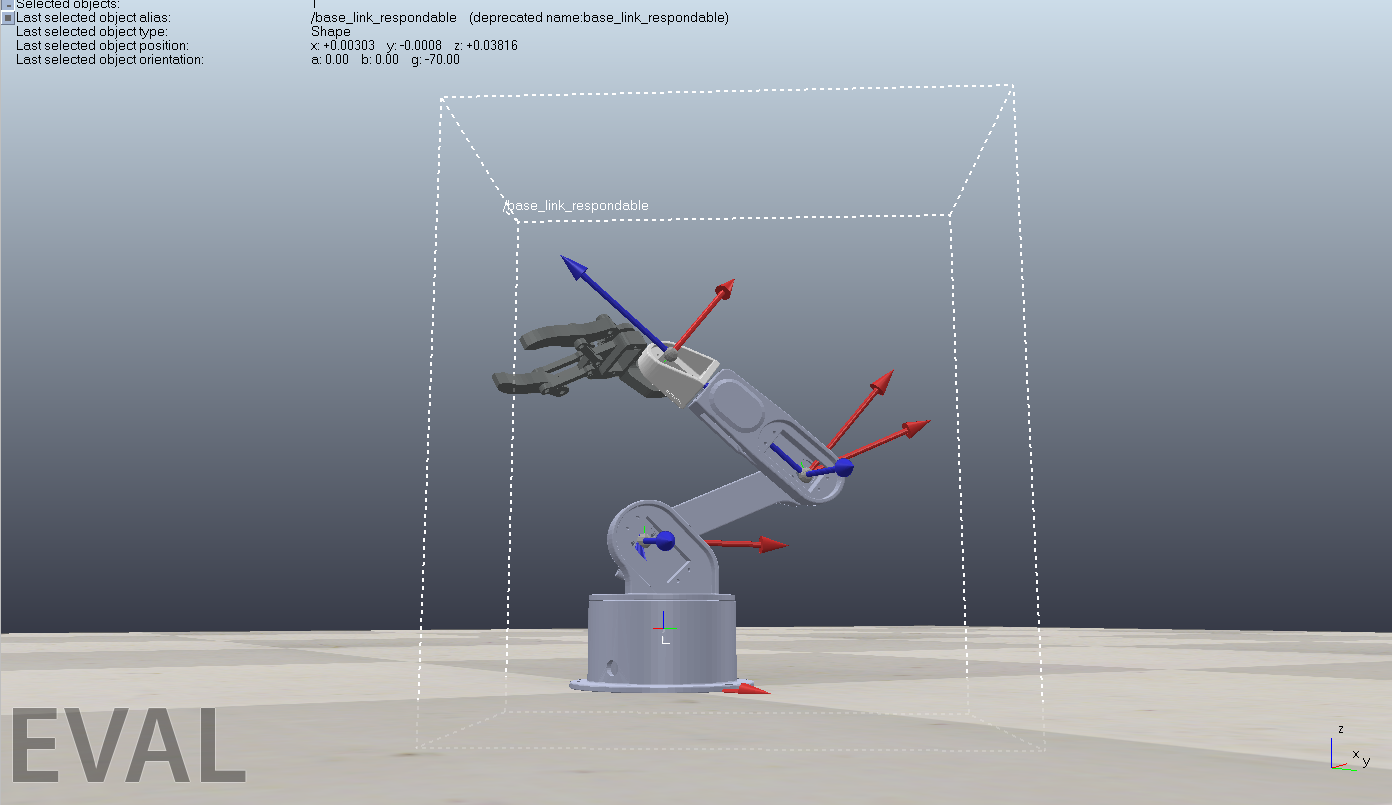 Selected objects: 1
Last selected object alias: /base_link_respondable (deprecated name:base_link_respondable)
Last selected object type: Shape
Last selected object position: x: +0.00303 y: -0.0008 z: +0.03816
Last selected object orientation: a: 0.00 b: 0.00 g: -70.00
/base_link_respondable
EVAL
z
x
y